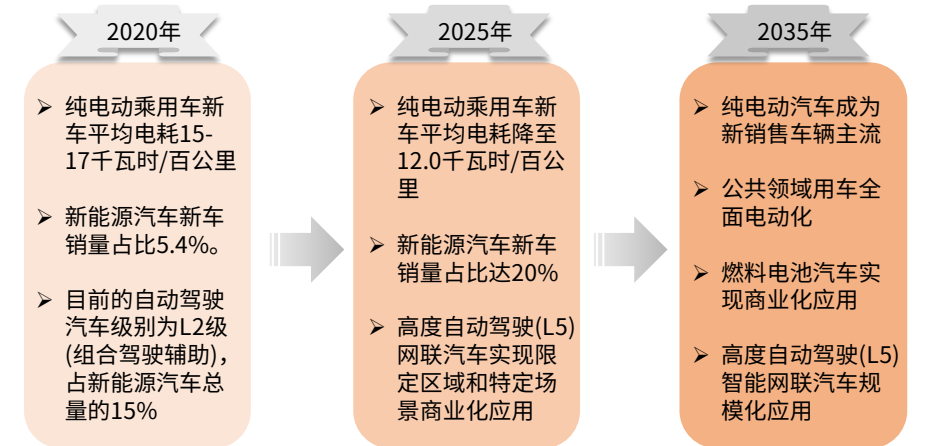 2020年
纯电动乘用车新
车平均电耗15-
17千瓦时/百公里
新能源汽车新车
销量占比5.4%。
目前的自动驾驶
汽车级别为L2级
(组合驾驶辅助)，
占新能源汽车总
量的15%
2025年
纯电动乘用车新
车平均电耗降至
12.0千瓦时/百公
里
新能源汽车新车
销量占比达20%
高度自动驾驶(L5)
网联汽车实现限
定区域和特定场
景商业化应用
2035年
纯电动汽车成为
新销售车辆主流
公共领域用车全
面电动化
燃料电池汽车实
现商业化应用
高度自动驾驶(L5)
智能网联汽车规
模化应用